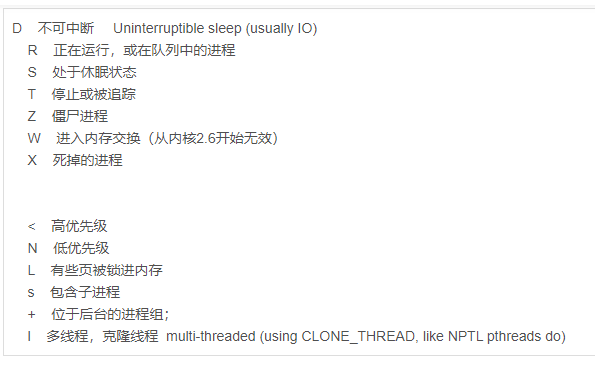 D 不可中断 Uninterruptible sleep (usually IO)
R 正在运行，或在队列中的进程
S 处于休眠状态
T 停止或被追踪
Z 僵尸进程
W 进入内存交换（从内核2.6开始无效）
X 死掉的进程
< 高优先级
N 低优先级
L 有些页被锁进内存
s 包含子进程
+ 位于后台的进程组；
l 多线程，克隆线程 multi-threaded (using CLONE_THREAD, like NPTL pthreads do)